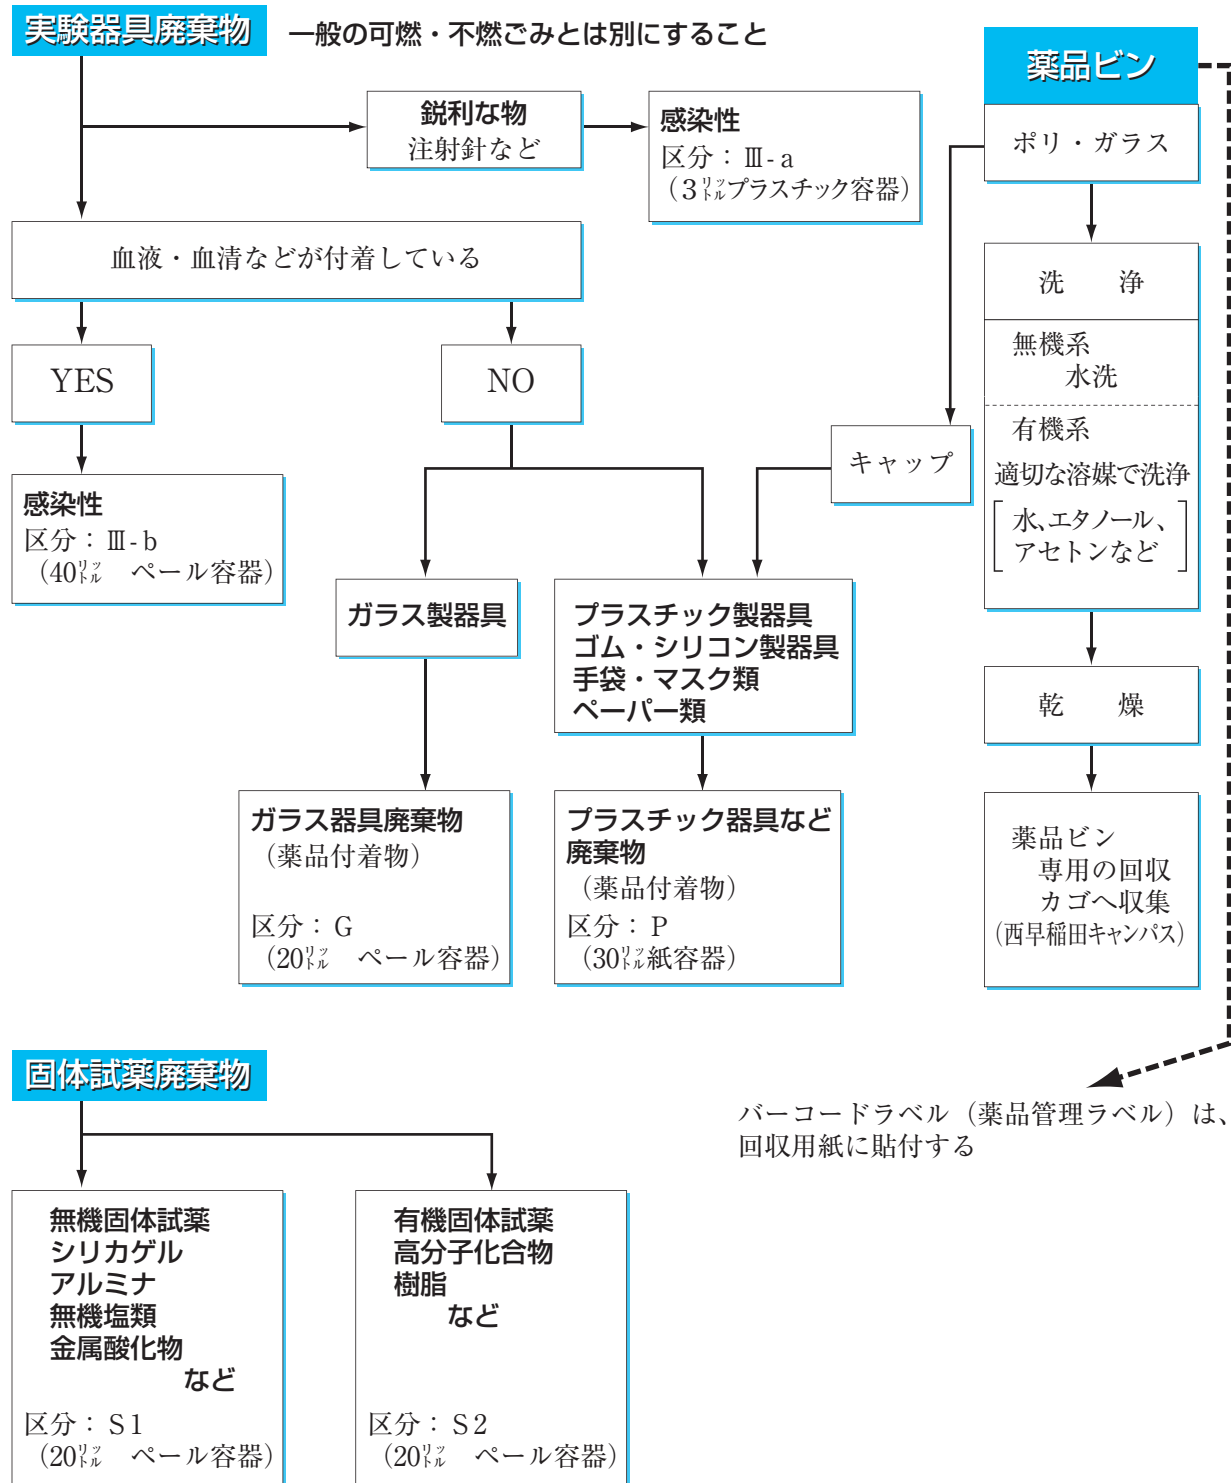 実験器具廃棄物
一般の可燃・不燃ごみとは別にすること
鋭利な物
注射針など
感染性
区分：Ⅲ-a
（3リットルプラスチック容器）
血液・血清などが付着している
YES
NO
感染性
区分：Ⅲ-b
（40リットル　ペール容器）
ガラス製器具
プラスチック製器具
ゴム・シリコン製器具
手袋・マスク類
ペーパー類
ガラス器具廃棄物
（薬品付着物）
区分：G
（20リットル　ペール容器）
プラスチック器具など
廃棄物
（薬品付着物）
区分：P
（30リットル紙容器）
薬品ビン
ポリ・ガラス
キャップ
洗　浄
無機系
水洗
有機系
適切な溶媒で洗浄
［水、エタノール、
アセトンなど］
乾　燥
薬品ビン
専用の回収
カゴへ収集
（西早稲田キャンパス）
バーコードラベル（薬品管理ラベル）は、
回収用紙に貼付する
固体試薬廃棄物
無機固体試薬
シリカゲル
アルミナ
無機塩類
金属酸化物
など
区分：S1
（20リットル　ペール容器）
有機固体試薬
高分子化合物
樹脂
など
区分：S2
（20リットル　ペール容器）